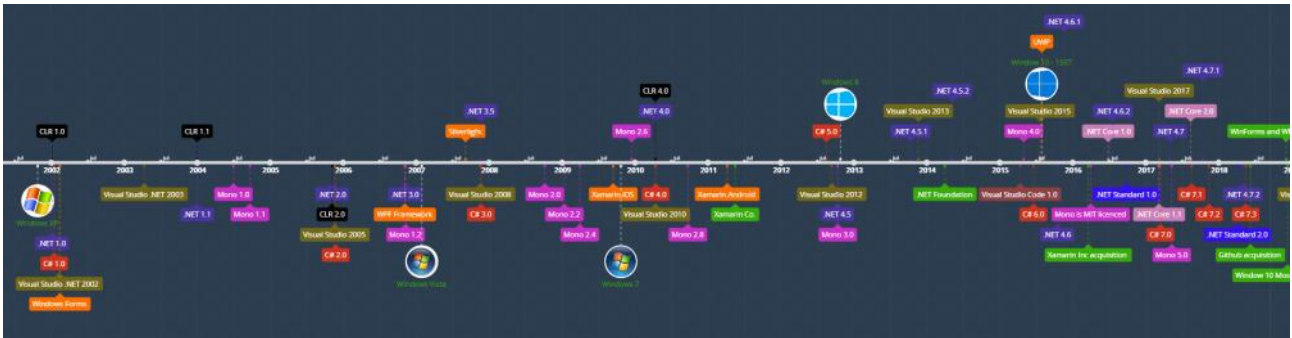 .NET 4.6.1
UWP
Window 10 - 1507
.NET 4.7.1
Windows 8
CLR 4.0
.NET 4.5.2
Visual Studio 2017
.NET 3.5
.NET 4.0
Visual Studio 2013
Visual Studio 2015
.NET 4.6.2
.NET Core 2.0
CLR 1.0
CLR 1.1
Silverlight
Mono 2.6
C# 5.0
.NET 4.5.1
Mono 4.0
.NET Core 1.0
.NET 4.7
WinForms and W
2002
2003
2004
2005
2006
2007
2008
2009
2010
2011
2012
2013
2014
2015
2016
2017
2018
Visual Studio .NET 2003
Mono 1.0
.NET 2.0
.NET 3.0
Visual Studio 2008
Mono 2.0
Xamarin iOS
C# 4.0
Xamarin Android
Visual Studio 2012
.NET Foundation
Visual Studio Code 1.0
.NET Standard 1.0
C# 7.1
.NET 4.7.2
Windows XP
.NET 1.1
Mono 1.1
CLR 2.0
WPF Framework
C# 3.0
Mono 2.2
Visual Studio 2010
Xamarin Co.
.NET 4.5
C# 6.0
Mono is MIT licenced
.NET Core 1.1
C# 7.2
C# 7.3
.NET 1.0
Visual Studio 2005
Mono 1.2
Mono 2.4
Mono 2.8
Mono 3.0
.NET 4.6
C# 7.0
.NET Standard 2.0
C# 1.0
C# 2.0
Xamarin Inc acquisition
Mono 5.0
Github acquisition
Visual Studio .NET 2002
Windows Vista
Windows 7
Window 10 Mo
Windows Forms